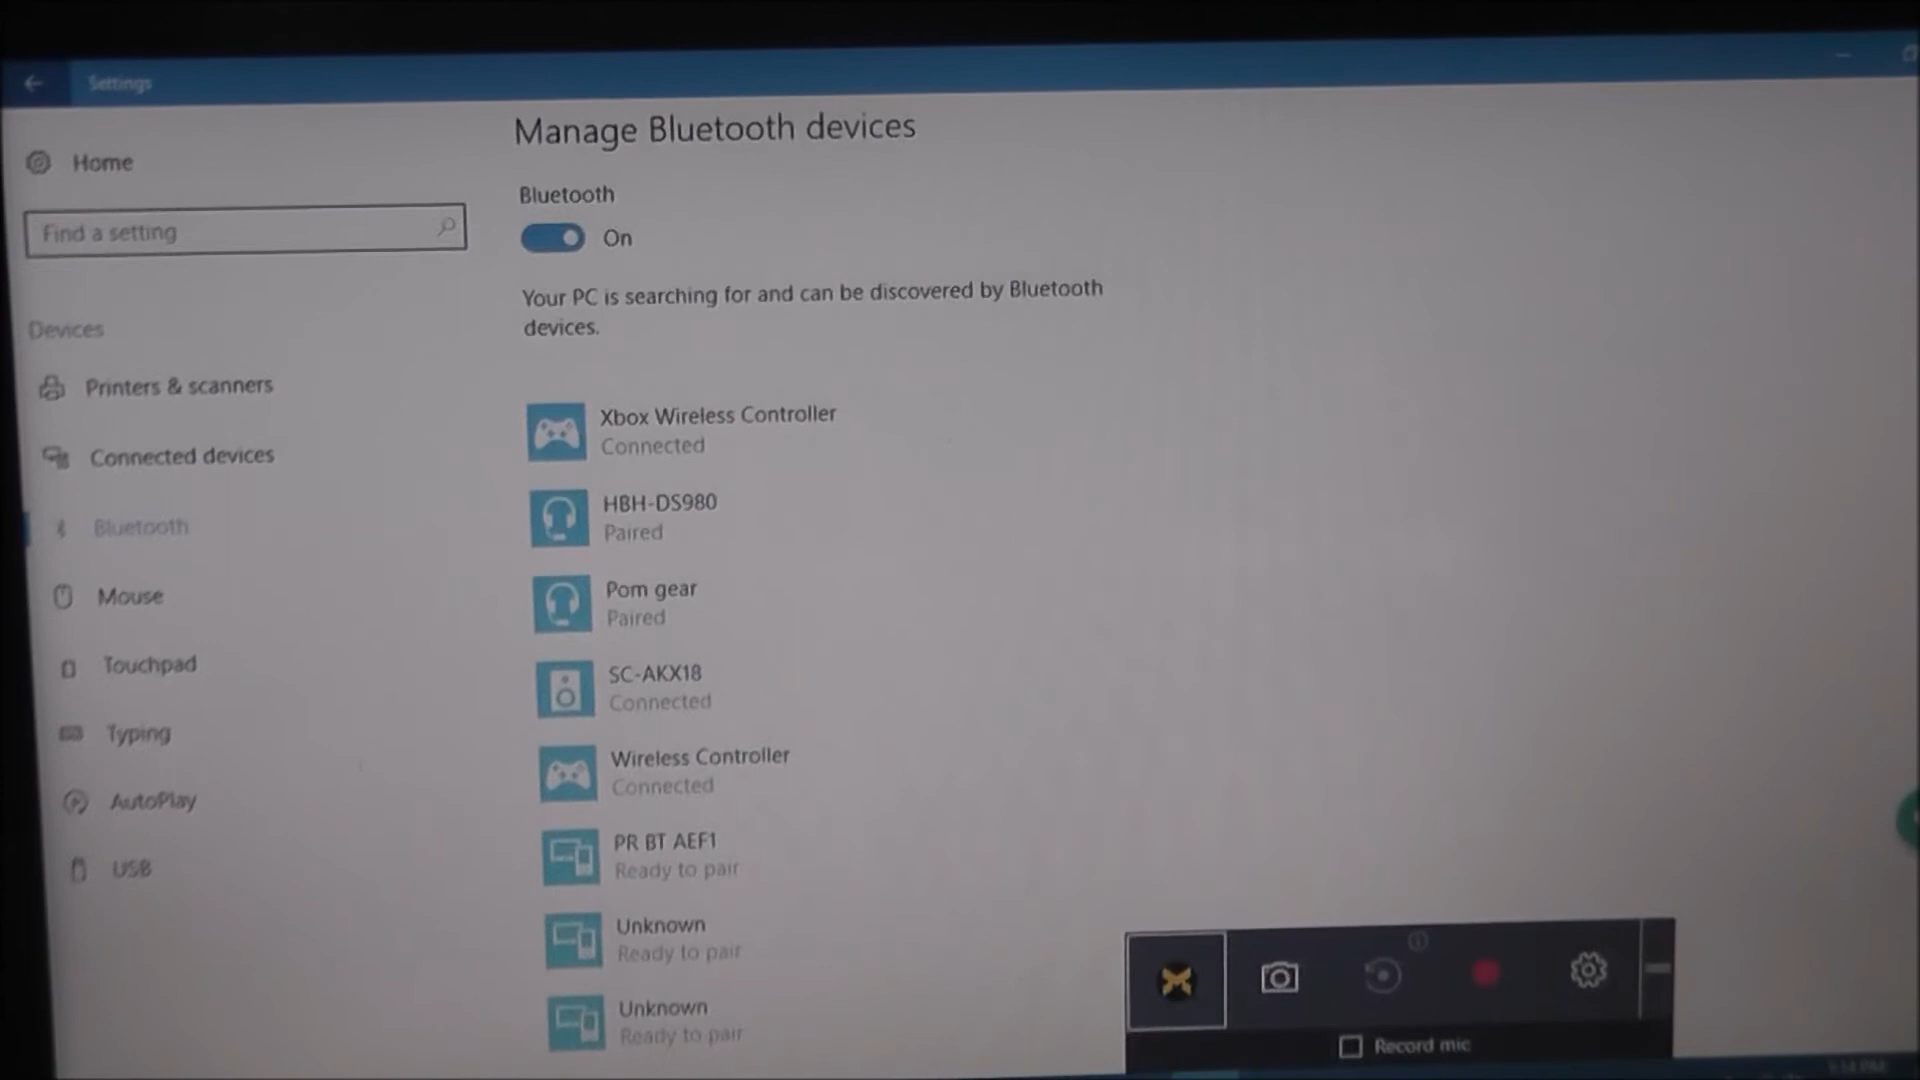 Settings
Home
Find a setting
Devices
Printers & scanners
Connected devices
Bluetooth
Mouse
Touchpad
Typing
AutoPlay
USB
Manage Bluetooth devices
Bluetooth
On
Your PC is searching for and can be discovered by Bluetooth
devices.
Xbox Wireless Controller
Connected
HBH-DS980
Paired
Pom gear
Paired
SC-AKX18
Connected
Wireless Controller
Connected
PR BT AEF1
Ready to pair
Unknown
Ready to pair
Unknown
Ready to pair
Record mic